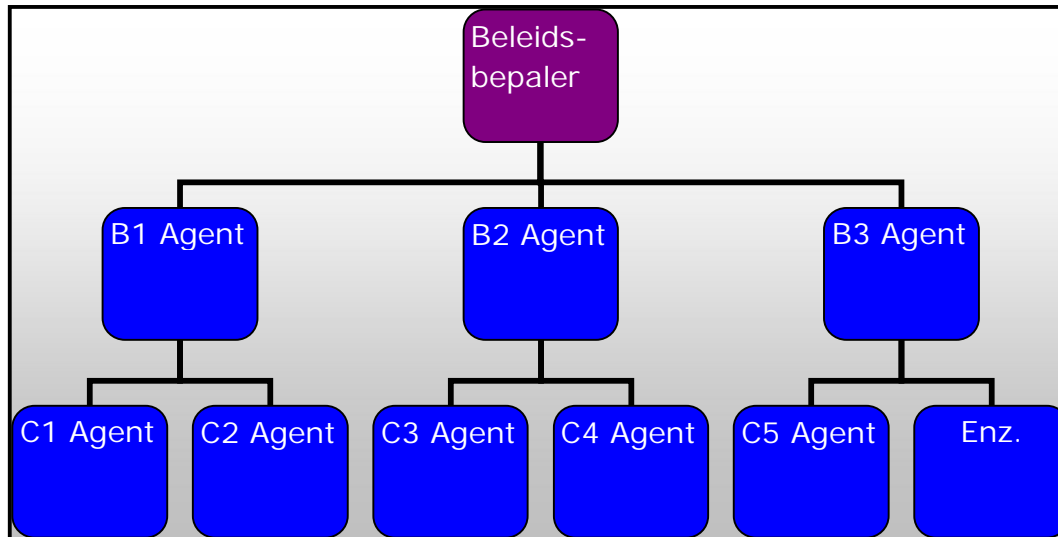 Beleids-
bepaler
B1 Agent
B2 Agent
B3 Agent
C1 Agent
C2 Agent
C3 Agent
C4 Agent
C5 Agent
Enz.